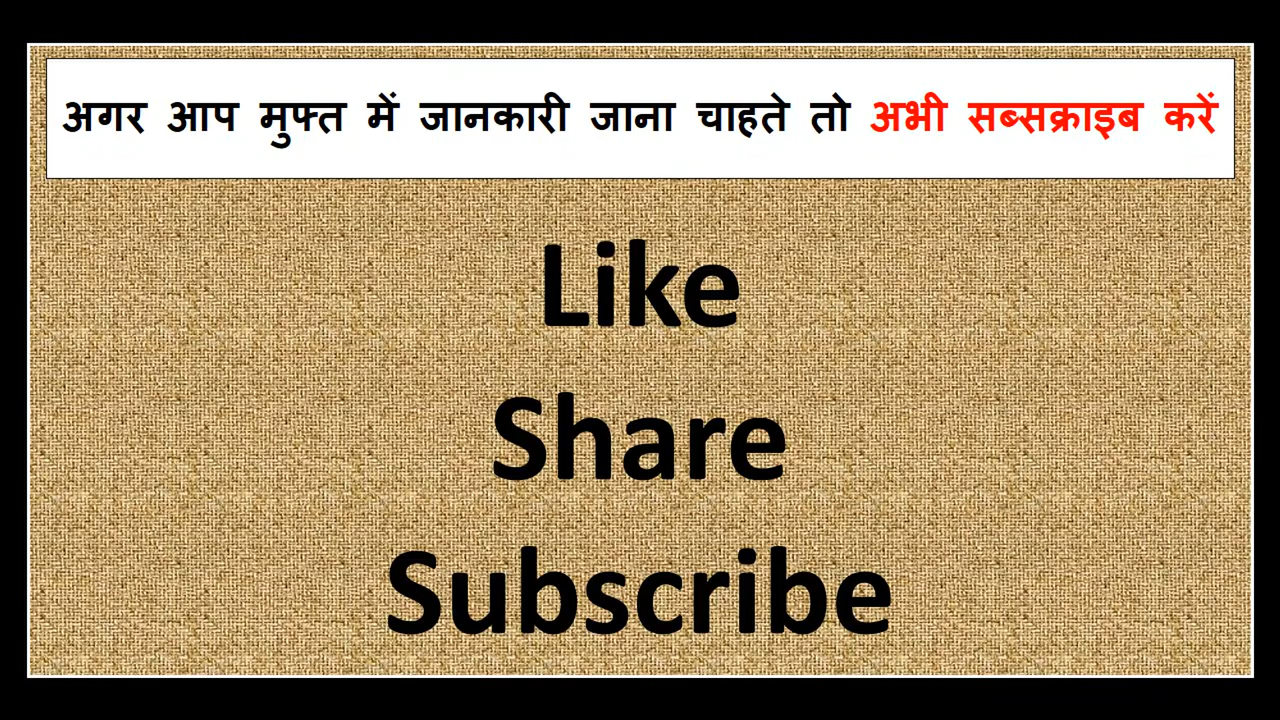 अगर आप मुफ्त में जानकारी जाना चाहते तो अभी सब्सक्राइब करें
Like
Share
Subscribe